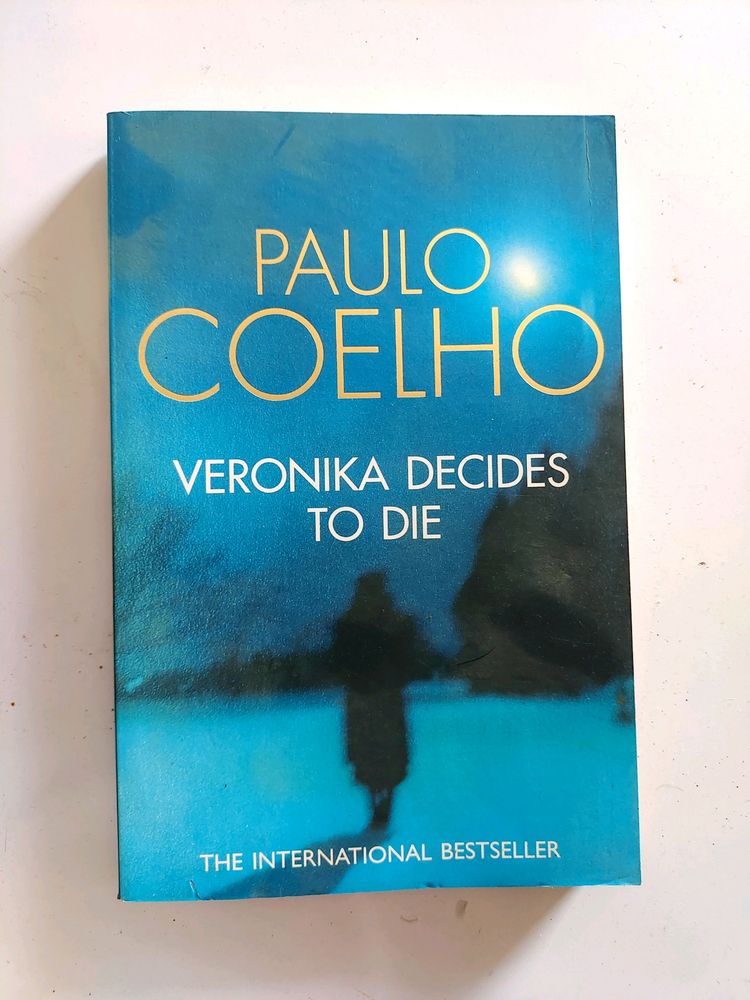 PAULO
COELHO
VERONIKA DECIDES
TO DIE
THE INTERNATIONAL BESTSELLER